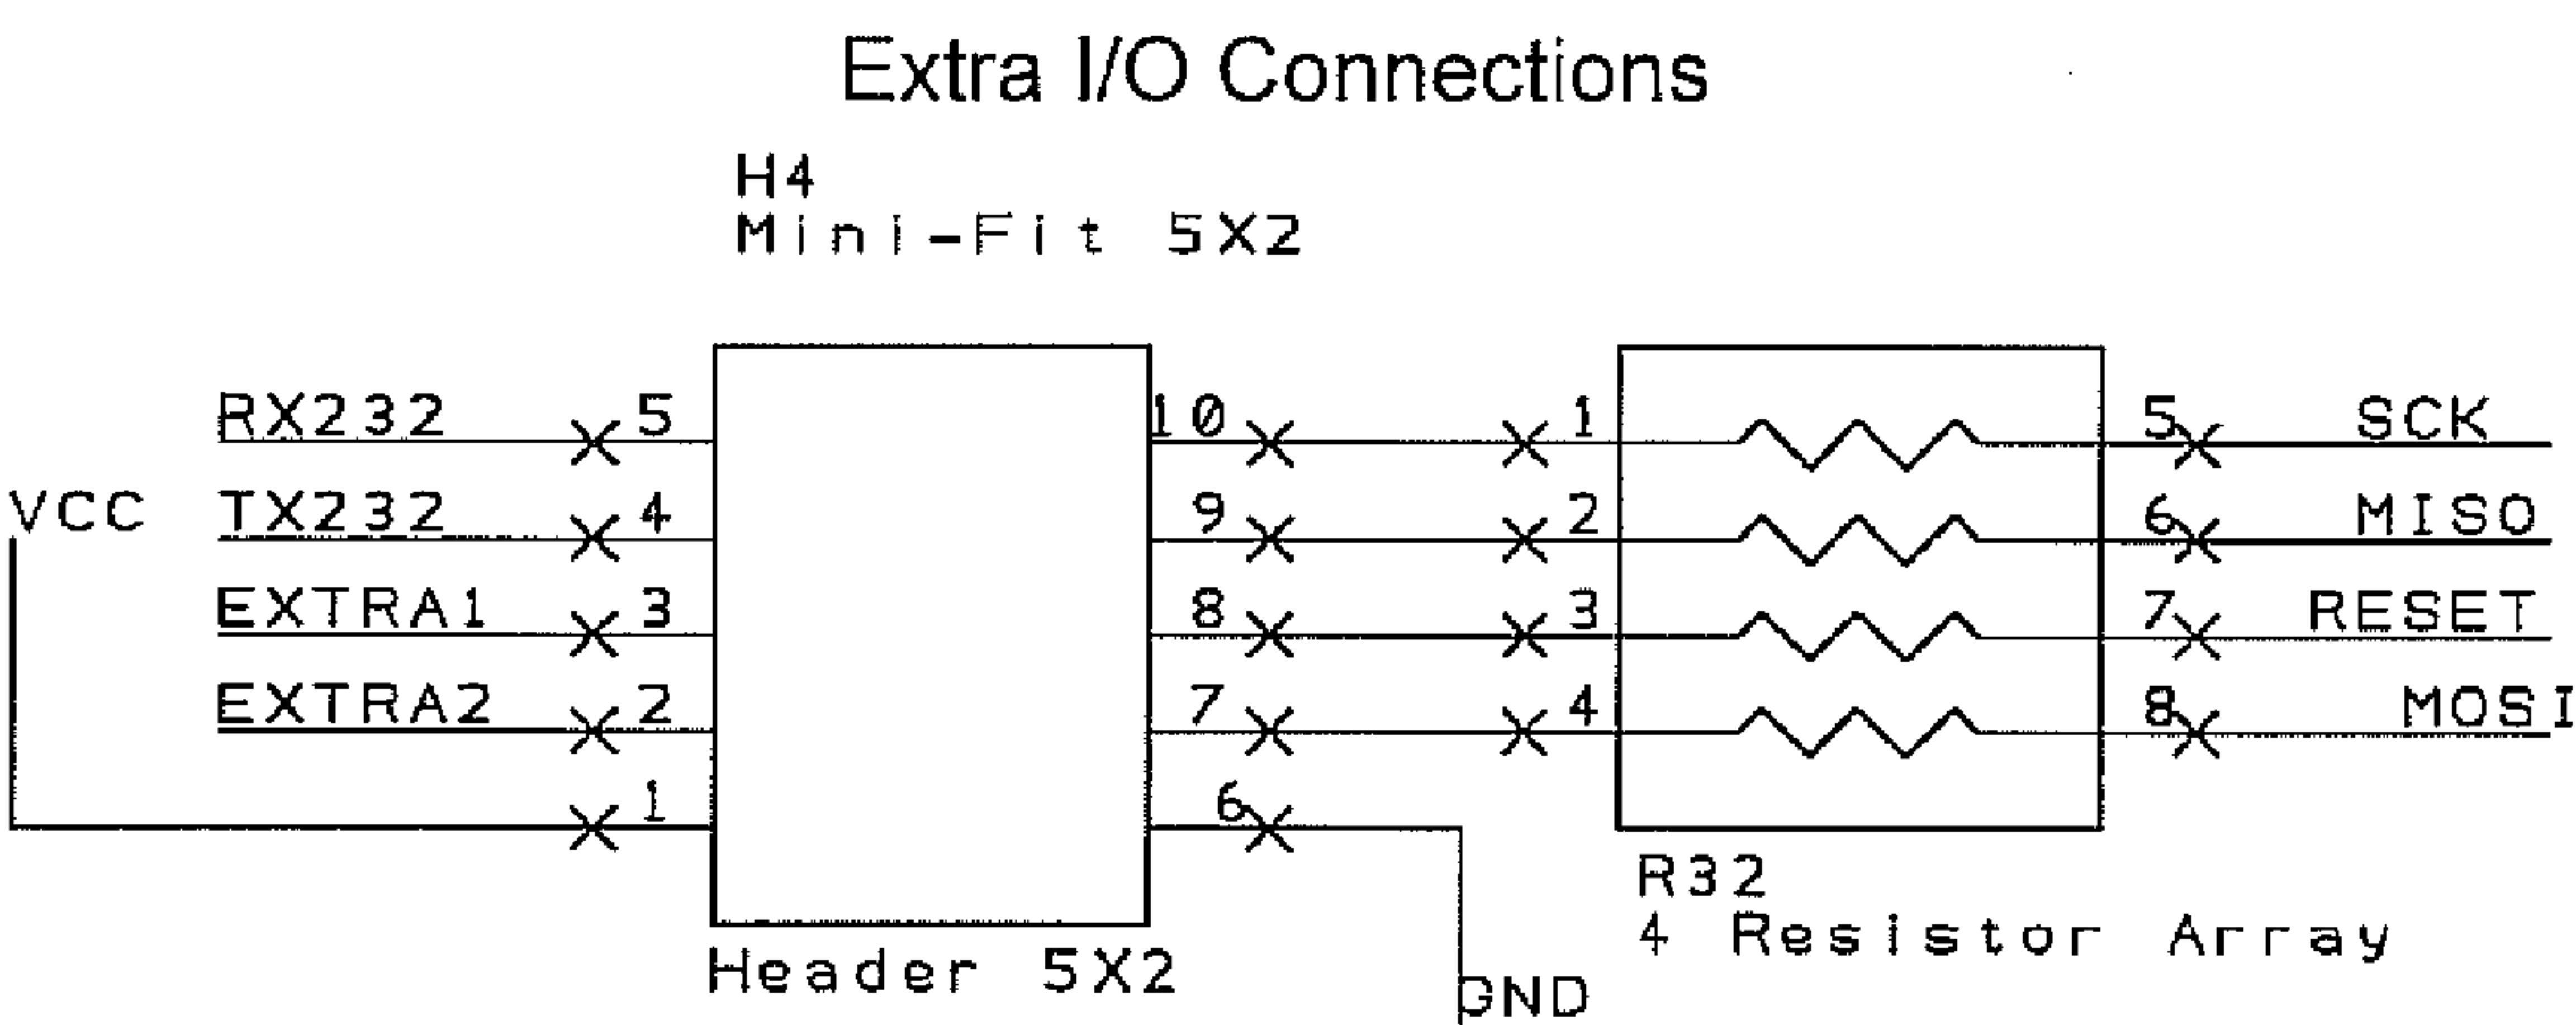 Extra I/O Connections
H4
Mini-Fit 5X2
RX232 5 10 1 5 SCK
VCC TX232 4 9 2 6 MISO
EXTRA1 3 8 3 7 RESET
EXTRA2 2 7 4 8 MOSI
1 6
R32
4 Resistor Array
Header 5X2
GND